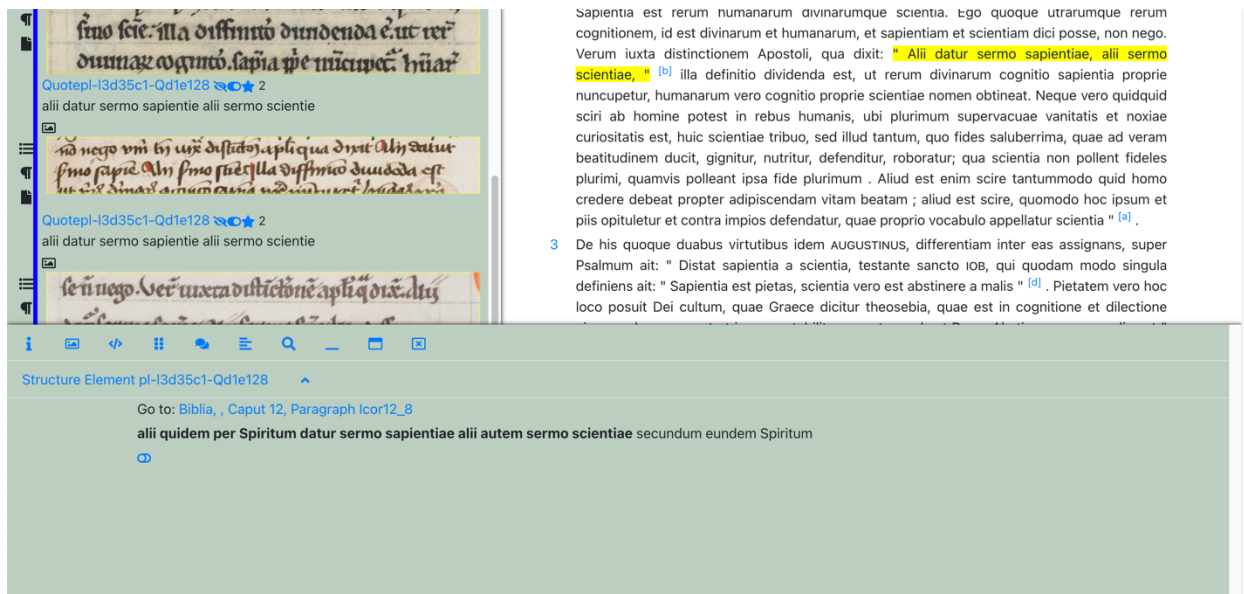 Quotepl-l3d35c1-Qd1e128 2
alii datur sermo sapientie alii sermo scientie
Quotepl-l3d35c1-Qd1e128 2
alii datur sermo sapientie alii sermo scientie
Sapientia est rerum humanarum divinarumque scientia. Ego quoque utrarumque rerum
cognitionem, id est divinarum et humanarum, et sapientiam et scientiam dici posse, non nego.
Verum iuxta distinctionem Apostoli, qua dixit: " Alii datur sermo sapientiae, alii sermo
scientiae, " [b] illa definitio dividenda est, ut rerum divinarum cognitio sapientia proprie
nuncupetur, humanarum vero cognitio proprie scientiae nomen obtineat. Neque vero quidquid
sciri ab homine potest in rebus humanis, ubi plurimum supervacuae vanitatis et noxiae
curiositatis est, huic scientiae tribuo, sed illud tantum, quo fides saluberrima, quae ad veram
beatitudinem ducit, gignitur, nutritur, defenditur, roboratur; qua scientia non pollent fideles
plurimi, quamvis polleant ipsa fide plurimum . Aliud est enim scire tantummodo quid homo
credere debeat propter adipiscendam vitam beatam ; aliud est scire, quomodo hoc ipsum et
piis opituletur et contra impios defendatur, quae proprio vocabulo appellatur scientia " [a] .
3 De his quoque duabus virtutibus idem AUGUSTINUS, differentiam inter eas assignans, super
Psalmum ait: " Distat sapientia a scientia, testante sancto IOB, qui quodam modo singula
definiens ait: " Sapientia est pietas, scientia vero est abstinere a malis " [d] . Pietatem vero hoc
loco posuit Dei cultum, quae Graece dicitur theosebia, quae est in cognitione et dilectione
Structure Element pl-l3d35c1-Qd1e128
Go to: Biblia, , Caput 12, Paragraph Icor12_8
alii quidem per Spiritum datur sermo sapientiae alii autem sermo scientiae secundum eundem Spiritum